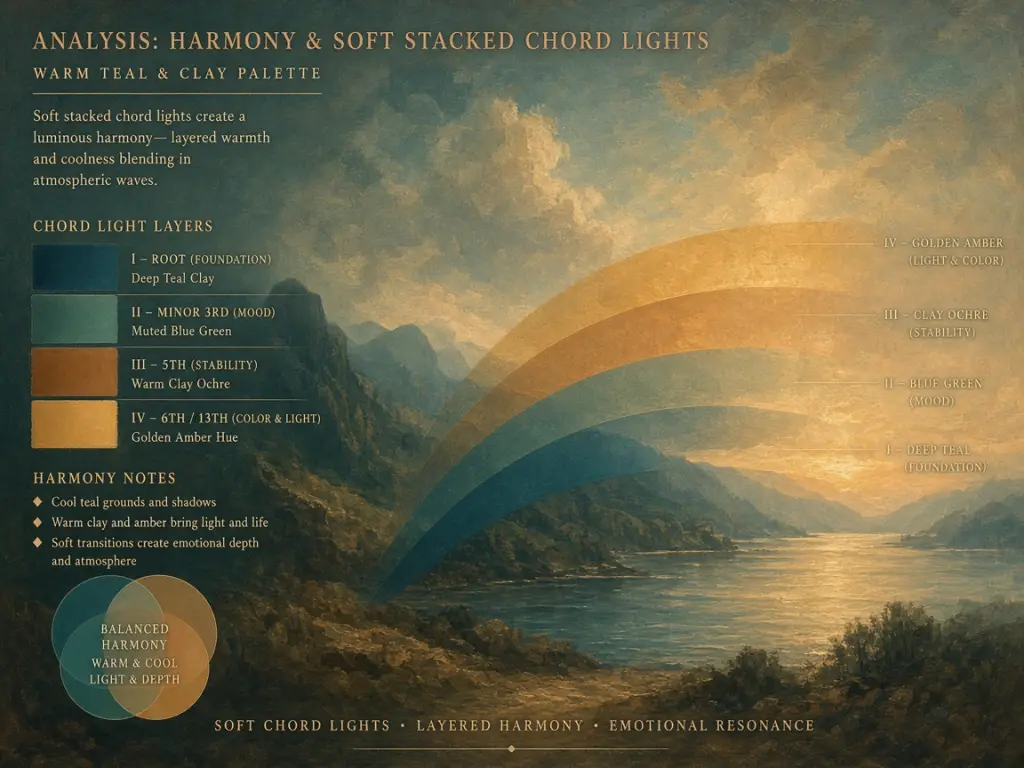 ANALYSIS: HARMONY & SOFT STACKED CHORD LIGHTS
WARM TEAL & CLAY PALETTE
Soft stacked chord lights create a
luminous harmony— layered warmth
and coolness blending in
atmospheric waves.
CHORD LIGHT LAYERS
I – ROOT (FOUNDATION)
Deep Teal Clay
II – MINOR 3RD (MOOD)
Muted Blue Green
III – 5TH (STABILITY)
Warm Clay Ochre
IV – 6TH / 13TH (COLOR & LIGHT)
Golden Amber Hue
HARMONY NOTES
◆ Cool teal grounds and shadows
◆ Warm clay and amber bring light and life
◆ Soft transitions create emotional depth
and atmosphere
BALANCED
HARMONY
WARM & COOL
LIGHT & DEPTH
IV – GOLDEN AMBER
(LIGHT & COLOR)
III – CLAY OCHRE
(STABILITY)
II – BLUE GREEN
(MOOD)
I – DEEP TEAL
(FOUNDATION)
SOFT CHORD LIGHTS • LAYERED HARMONY • EMOTIONAL RESONANCE